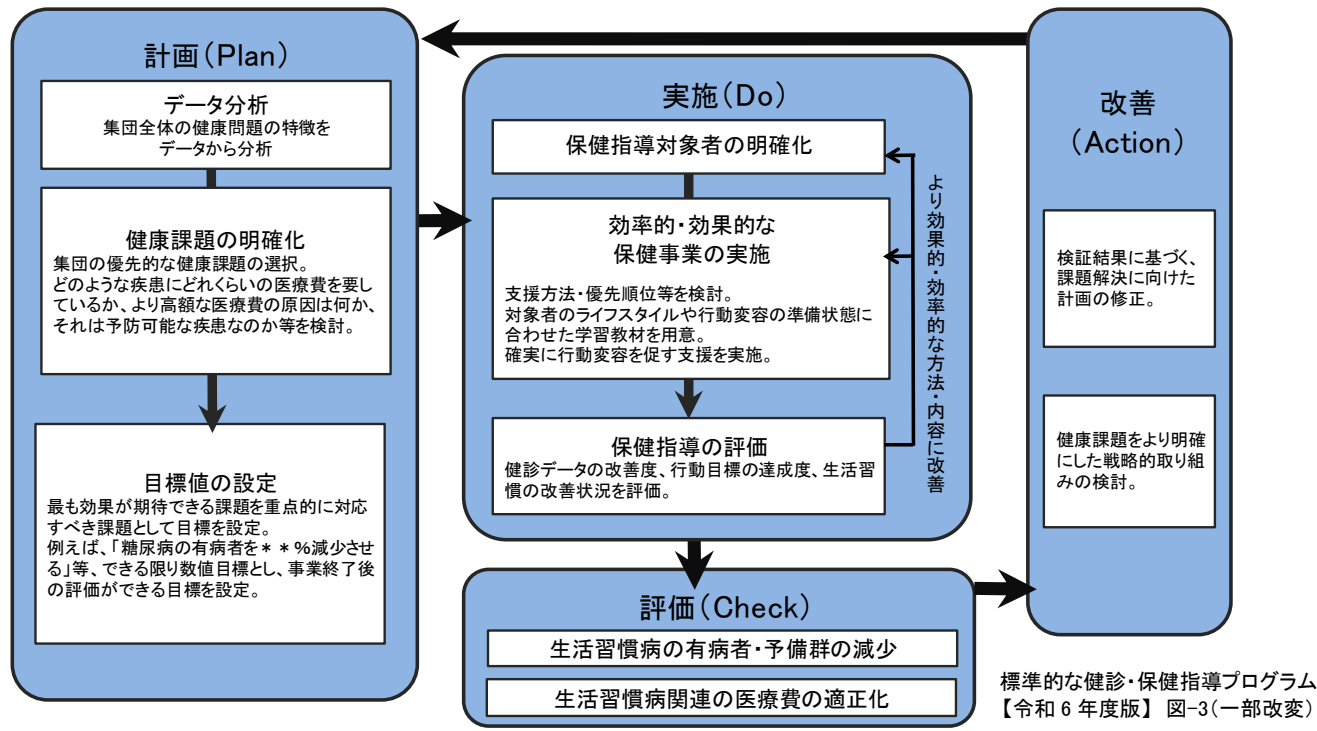 計画(Plan)
データ分析
集団全体の健康問題の特徴を
データから分析
健康課題の明確化
集団の優先的な健康課題の選択。
どのような疾患にどれくらいの医療費を要し
ているか、より高額な医療費の原因は何か、
それは予防可能な疾患なのか等を検討。
目標値の設定
最も効果が期待できる課題を重点的に対応
すべき課題として目標を設定。
例えば、「糖尿病の有病者を**%減少させ
る」等、できる限り数値目標とし、事業終了後
の評価ができる目標を設定。
実施(Do)
保健指導対象者の明確化
効率的・効果的な
保健事業の実施
支援方法・優先順位等を検討。
対象者のライフスタイルや行動変容の準備状態に
合わせた学習教材を用意。
確実に行動変容を促す支援を実施。
保健指導の評価
健診データの改善度、行動目標の達成度、生活習
慣の改善状況を評価。
より効果的・効率的な方法・内容に改善
評価(Check)
生活習慣病の有病者・予備群の減少
生活習慣病関連の医療費の適正化
改善
(Action)
検証結果に基づく、
課題解決に向けた
計画の修正。
健康課題をより明確
にした戦略的取り組
みの検討。
標準的な健診・保健指導プログラム
【令和6年度版】 図-3(一部改変)